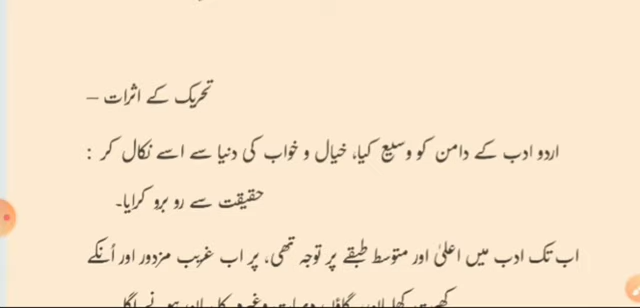 تحریک کے اثرات –
اردو ادب کے دامن کو وسیع کیا، خیال و خواب کی دنیا سے اسے نکال کر :
حقیقت سے رو برو کرایا۔
اب تک ادب میں اعلیٰ اور متوسط طبقے پر توجہ تھی، پر اب غریب مزدور اور اُنکے